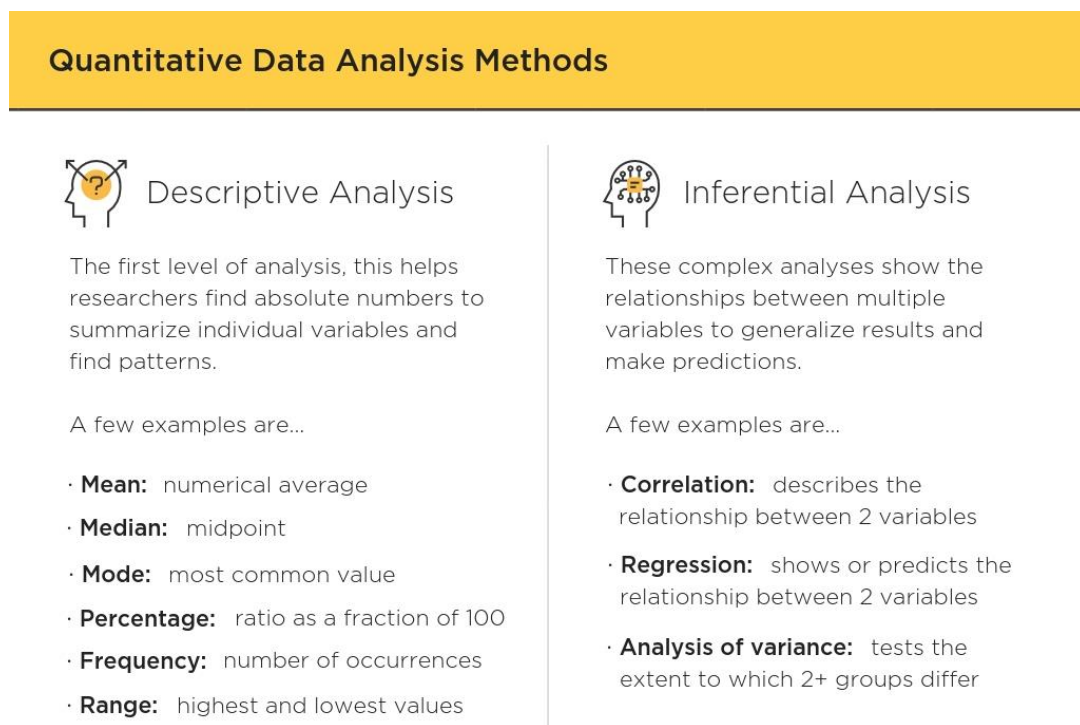 Quantitative Data Analysis Methods
?
Descriptive Analysis
The first level of analysis, this helps
researchers find absolute numbers to
summarize individual variables and
find patterns.
A few examples are...
· Mean: numerical average
· Median: midpoint
· Mode: most common value
· Percentage: ratio as a fraction of 100
· Frequency: number of occurrences
· Range: highest and lowest values
Inferential Analysis
These complex analyses show the
relationships between multiple
variables to generalize results and
make predictions.
A few examples are...
· Correlation: describes the
relationship between 2 variables
· Regression: shows or predicts the
relationship between 2 variables
· Analysis of variance: tests the
extent to which 2+ groups differ